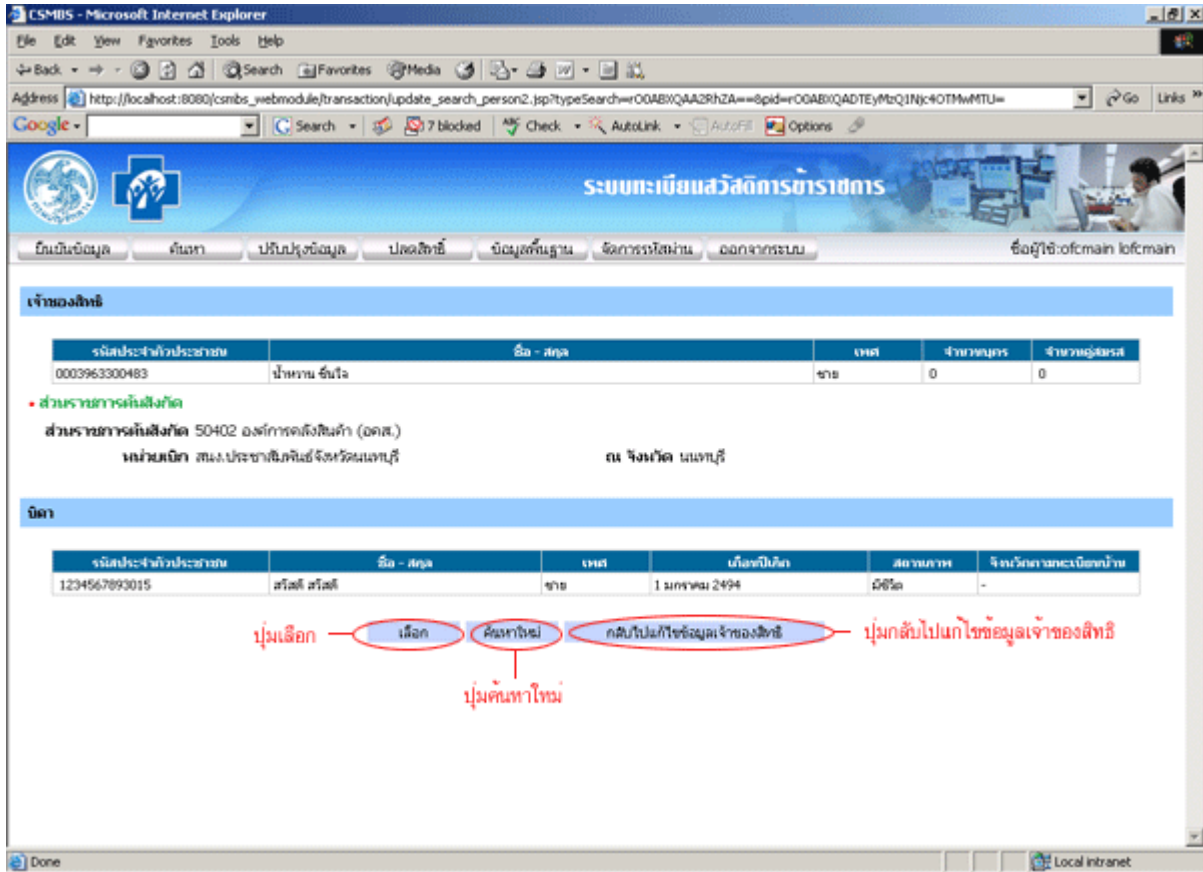 CSMBS - Microsoft Internet Explorer
File Edit View Favorites Tools Help
Back Search Favorites Media
Address http://localhost:8080/csmbs_webmodule/transaction/update_search_person2.jsp?typeSearch=rO0ABXQAA2RhZA==&pid=rO0ABXQADTEyMzQ1Njc4OTMwMTU= Go Links »
Google Search 7 blocked Check AutoLink AutoFill Options
ระบบทะเบียนสวัสดิการข้าราชการ
ยืนยันข้อมูล ค้นหา ปรับปรุงข้อมูล ปลดสิทธิ์ ข้อมูลพื้นฐาน จัดการรหัสผ่าน ออกจากระบบ ชื่อผู้ใช้:ofcmain lofcmain
เจ้าของสิทธิ
รหัสประจำตัวประชาชน ชื่อ - สกุล เพศ จำนวนบุตร จำนวนคู่สมรส
0003963300483 น้ำหวาน ชื่นใจ ชาย 0 0
ส่วนราชการต้นสังกัด
ส่วนราชการต้นสังกัด 50402 องค์การคลังสินค้า (อคส.)
หน่วยเบิก สนง.ประชาสัมพันธ์จังหวัดนนทบุรี ณ จังหวัด นนทบุรี
บิดา
รหัสประจำตัวประชาชน ชื่อ - สกุล เพศ เดือนปีเกิด สถานภาพ จังหวัดตามทะเบียนบ้าน
1234567893015 สวัสดี สวัสดี ชาย 1 มกราคม 2494 มีชีวิต -
ปุ่มเลือก เลือก ค้นหาใหม่ กลับไปแก้ไขข้อมูลเจ้าของสิทธิ ปุ่มกลับไปแก้ไขข้อมูลเจ้าของสิทธิ
ปุ่มค้นทาใหม่
Done Local intranet